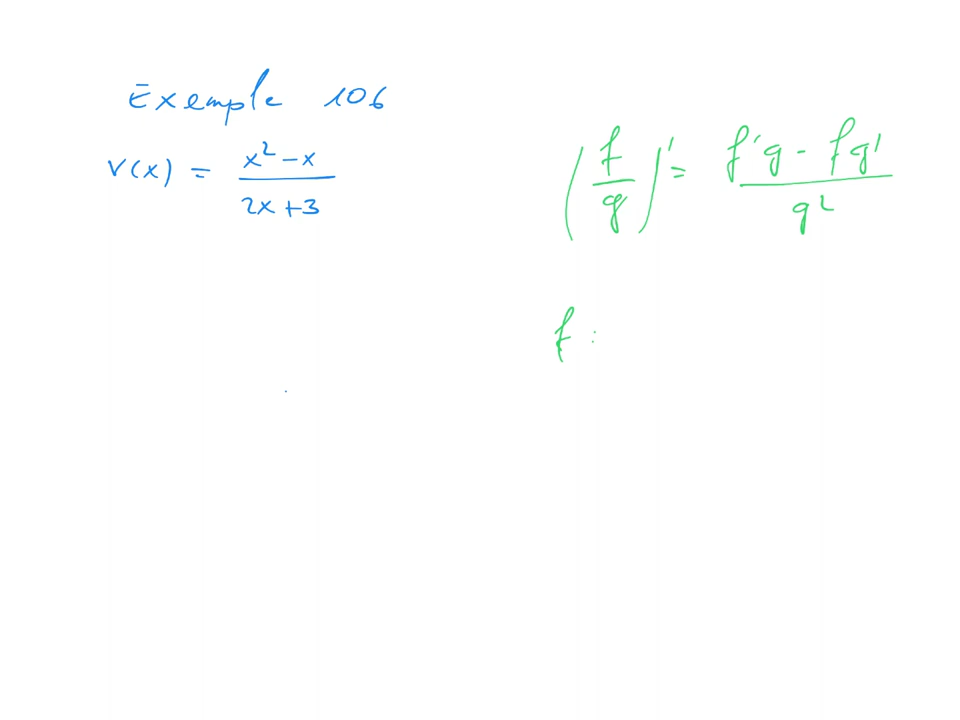 Exemple 106
v(x) = (x² - x)/(2x + 3)
(f/g)' = (f'g - fg')/g²
f :